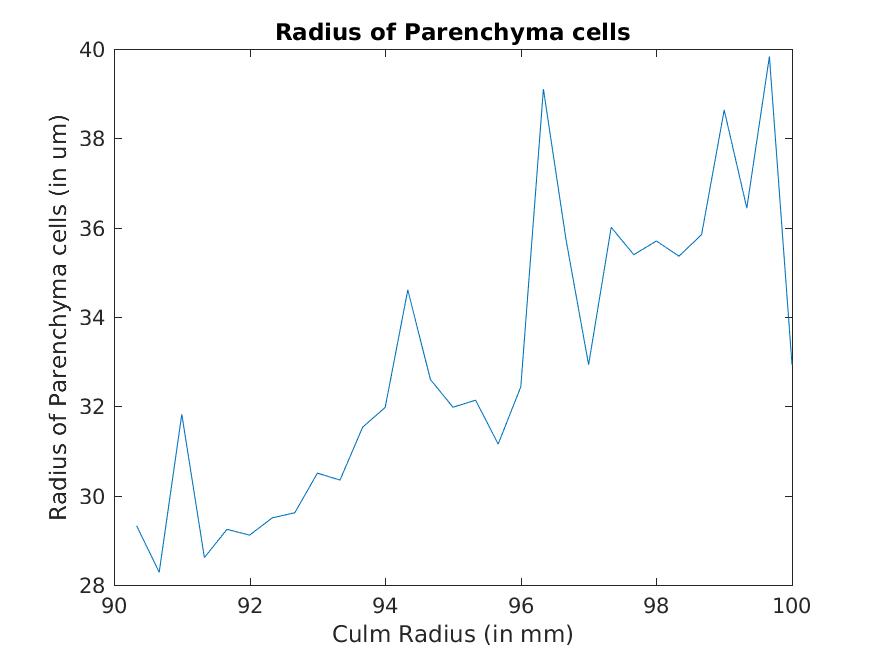 Radius of Parenchyma cells
Radius of Parenchyma cells (in um)
40
38
36
34
32
30
28
90 92 94 96 98 100
Culm Radius (in mm)